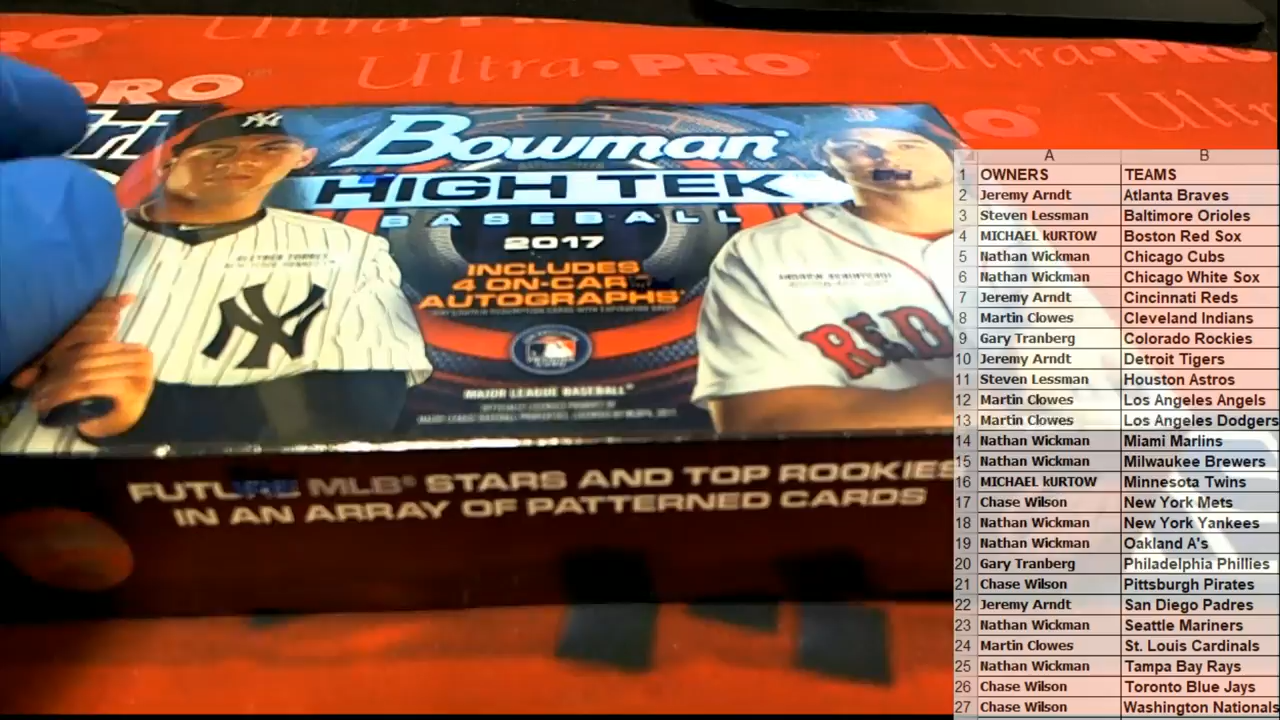 Ultra•PRO
Ultra•PRO
PRO
Ultra•PRO
Bowman
HIGH TEK
BASEBALL
2017
INCLUDES
4 ON-CARD
AUTOGRAPHS
NY
RED
MAJOR LEAGUE BASEBALL
MLB® STARS AND TOP ROOKIES
IN AN ARRAY OF PATTERNED CARDS
A B
1 OWNERS TEAMS
2 Jeremy Arndt Atlanta Braves
3 Steven Lessman Baltimore Orioles
4 MICHAEL kURTOW Boston Red Sox
5 Nathan Wickman Chicago Cubs
6 Nathan Wickman Chicago White Sox
7 Jeremy Arndt Cincinnati Reds
8 Martin Clowes Cleveland Indians
9 Gary Tranberg Colorado Rockies
10 Jeremy Arndt Detroit Tigers
11 Steven Lessman Houston Astros
12 Martin Clowes Los Angeles Angels
13 Martin Clowes Los Angeles Dodgers
14 Nathan Wickman Miami Marlins
15 Nathan Wickman Milwaukee Brewers
16 MICHAEL kURTOW Minnesota Twins
17 Chase Wilson New York Mets
18 Nathan Wickman New York Yankees
19 Nathan Wickman Oakland A's
20 Gary Tranberg Philadelphia Phillies
21 Chase Wilson Pittsburgh Pirates
22 Jeremy Arndt San Diego Padres
23 Nathan Wickman Seattle Mariners
24 Martin Clowes St. Louis Cardinals
25 Nathan Wickman Tampa Bay Rays
26 Chase Wilson Toronto Blue Jays
27 Chase Wilson Washington Nationals